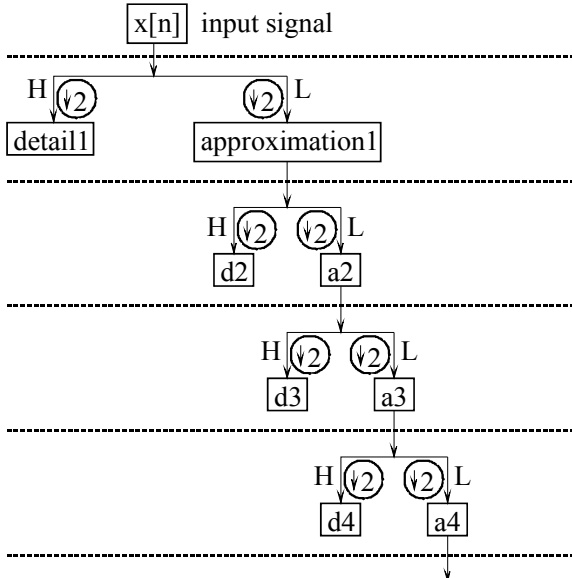 x[n] input signal
H ↓2 ↓2 L
detail1 approximation1
H ↓2 ↓2 L
d2 a2
H ↓2 ↓2 L
d3 a3
H ↓2 ↓2 L
d4 a4